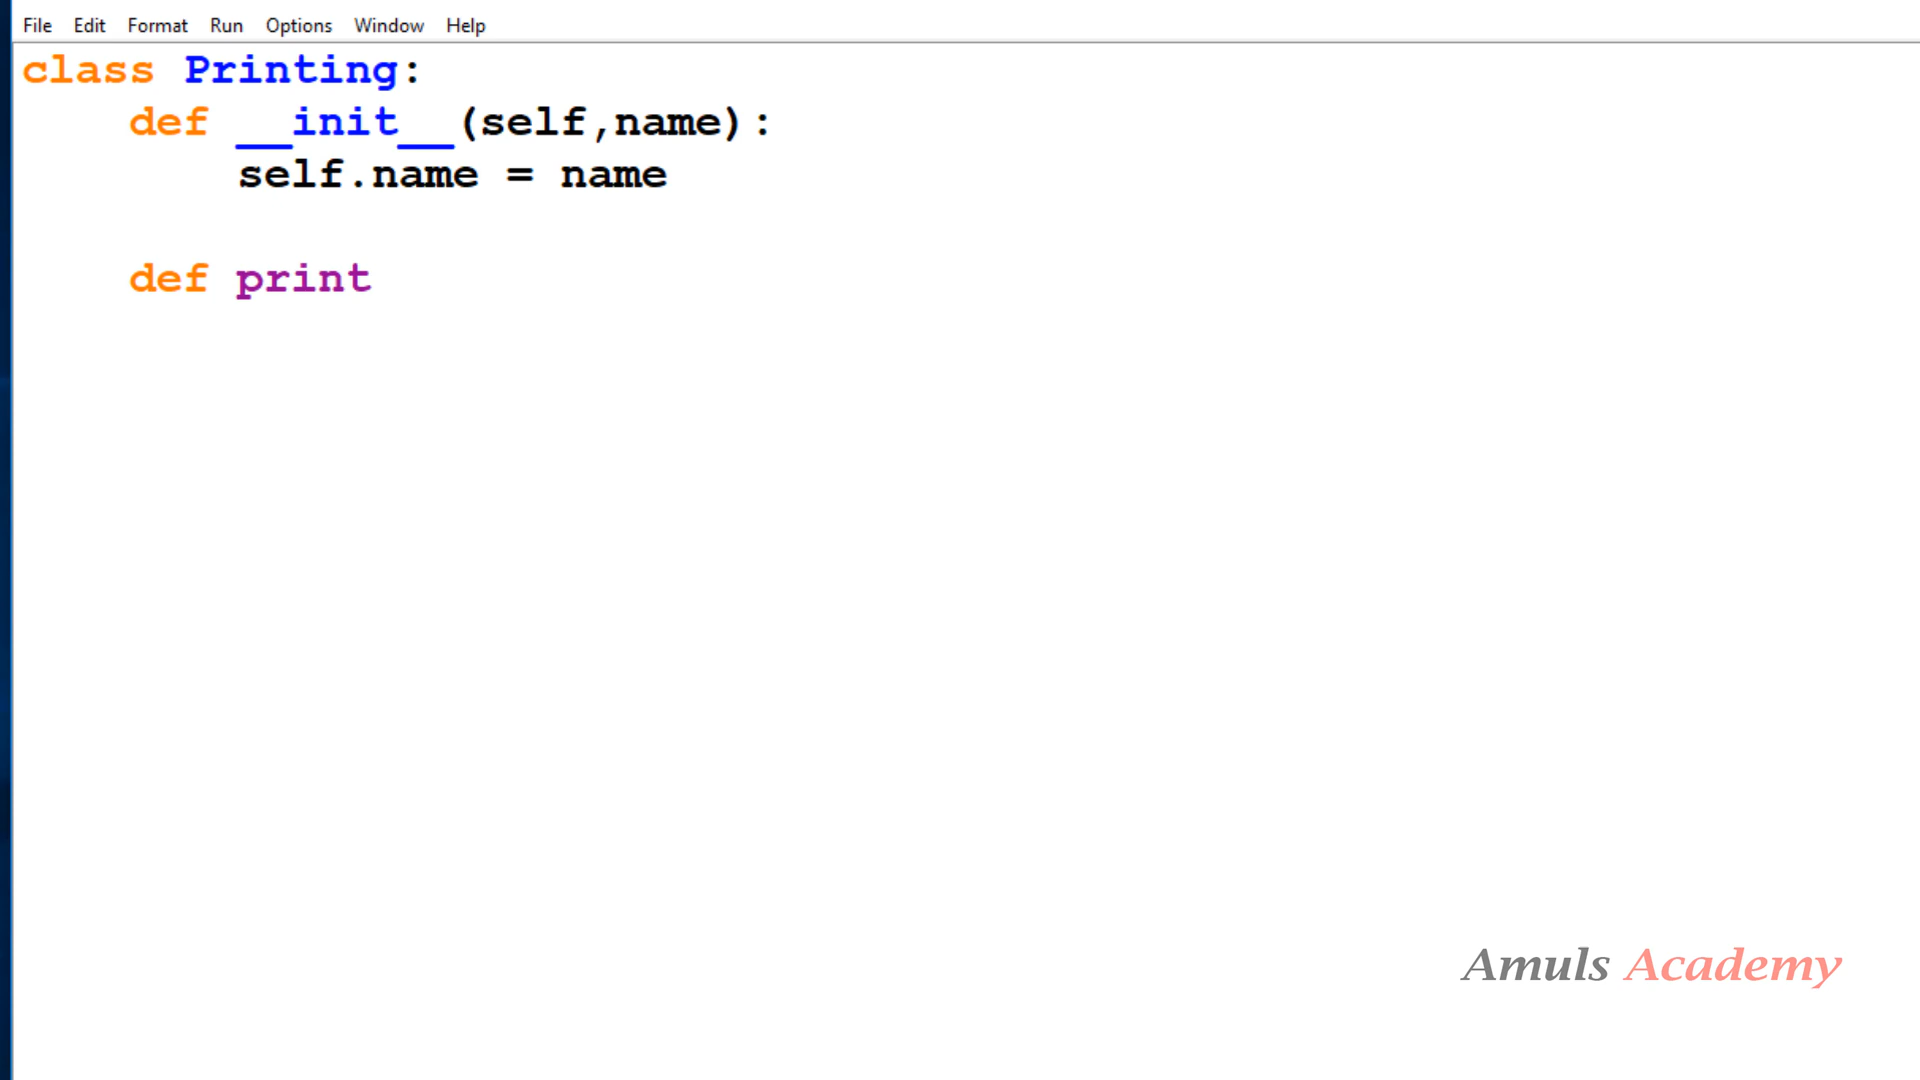 File Edit Format Run Options Window Help
class Printing:
    def __init__(self,name):
        self.name = name
    def print
Amuls Academy